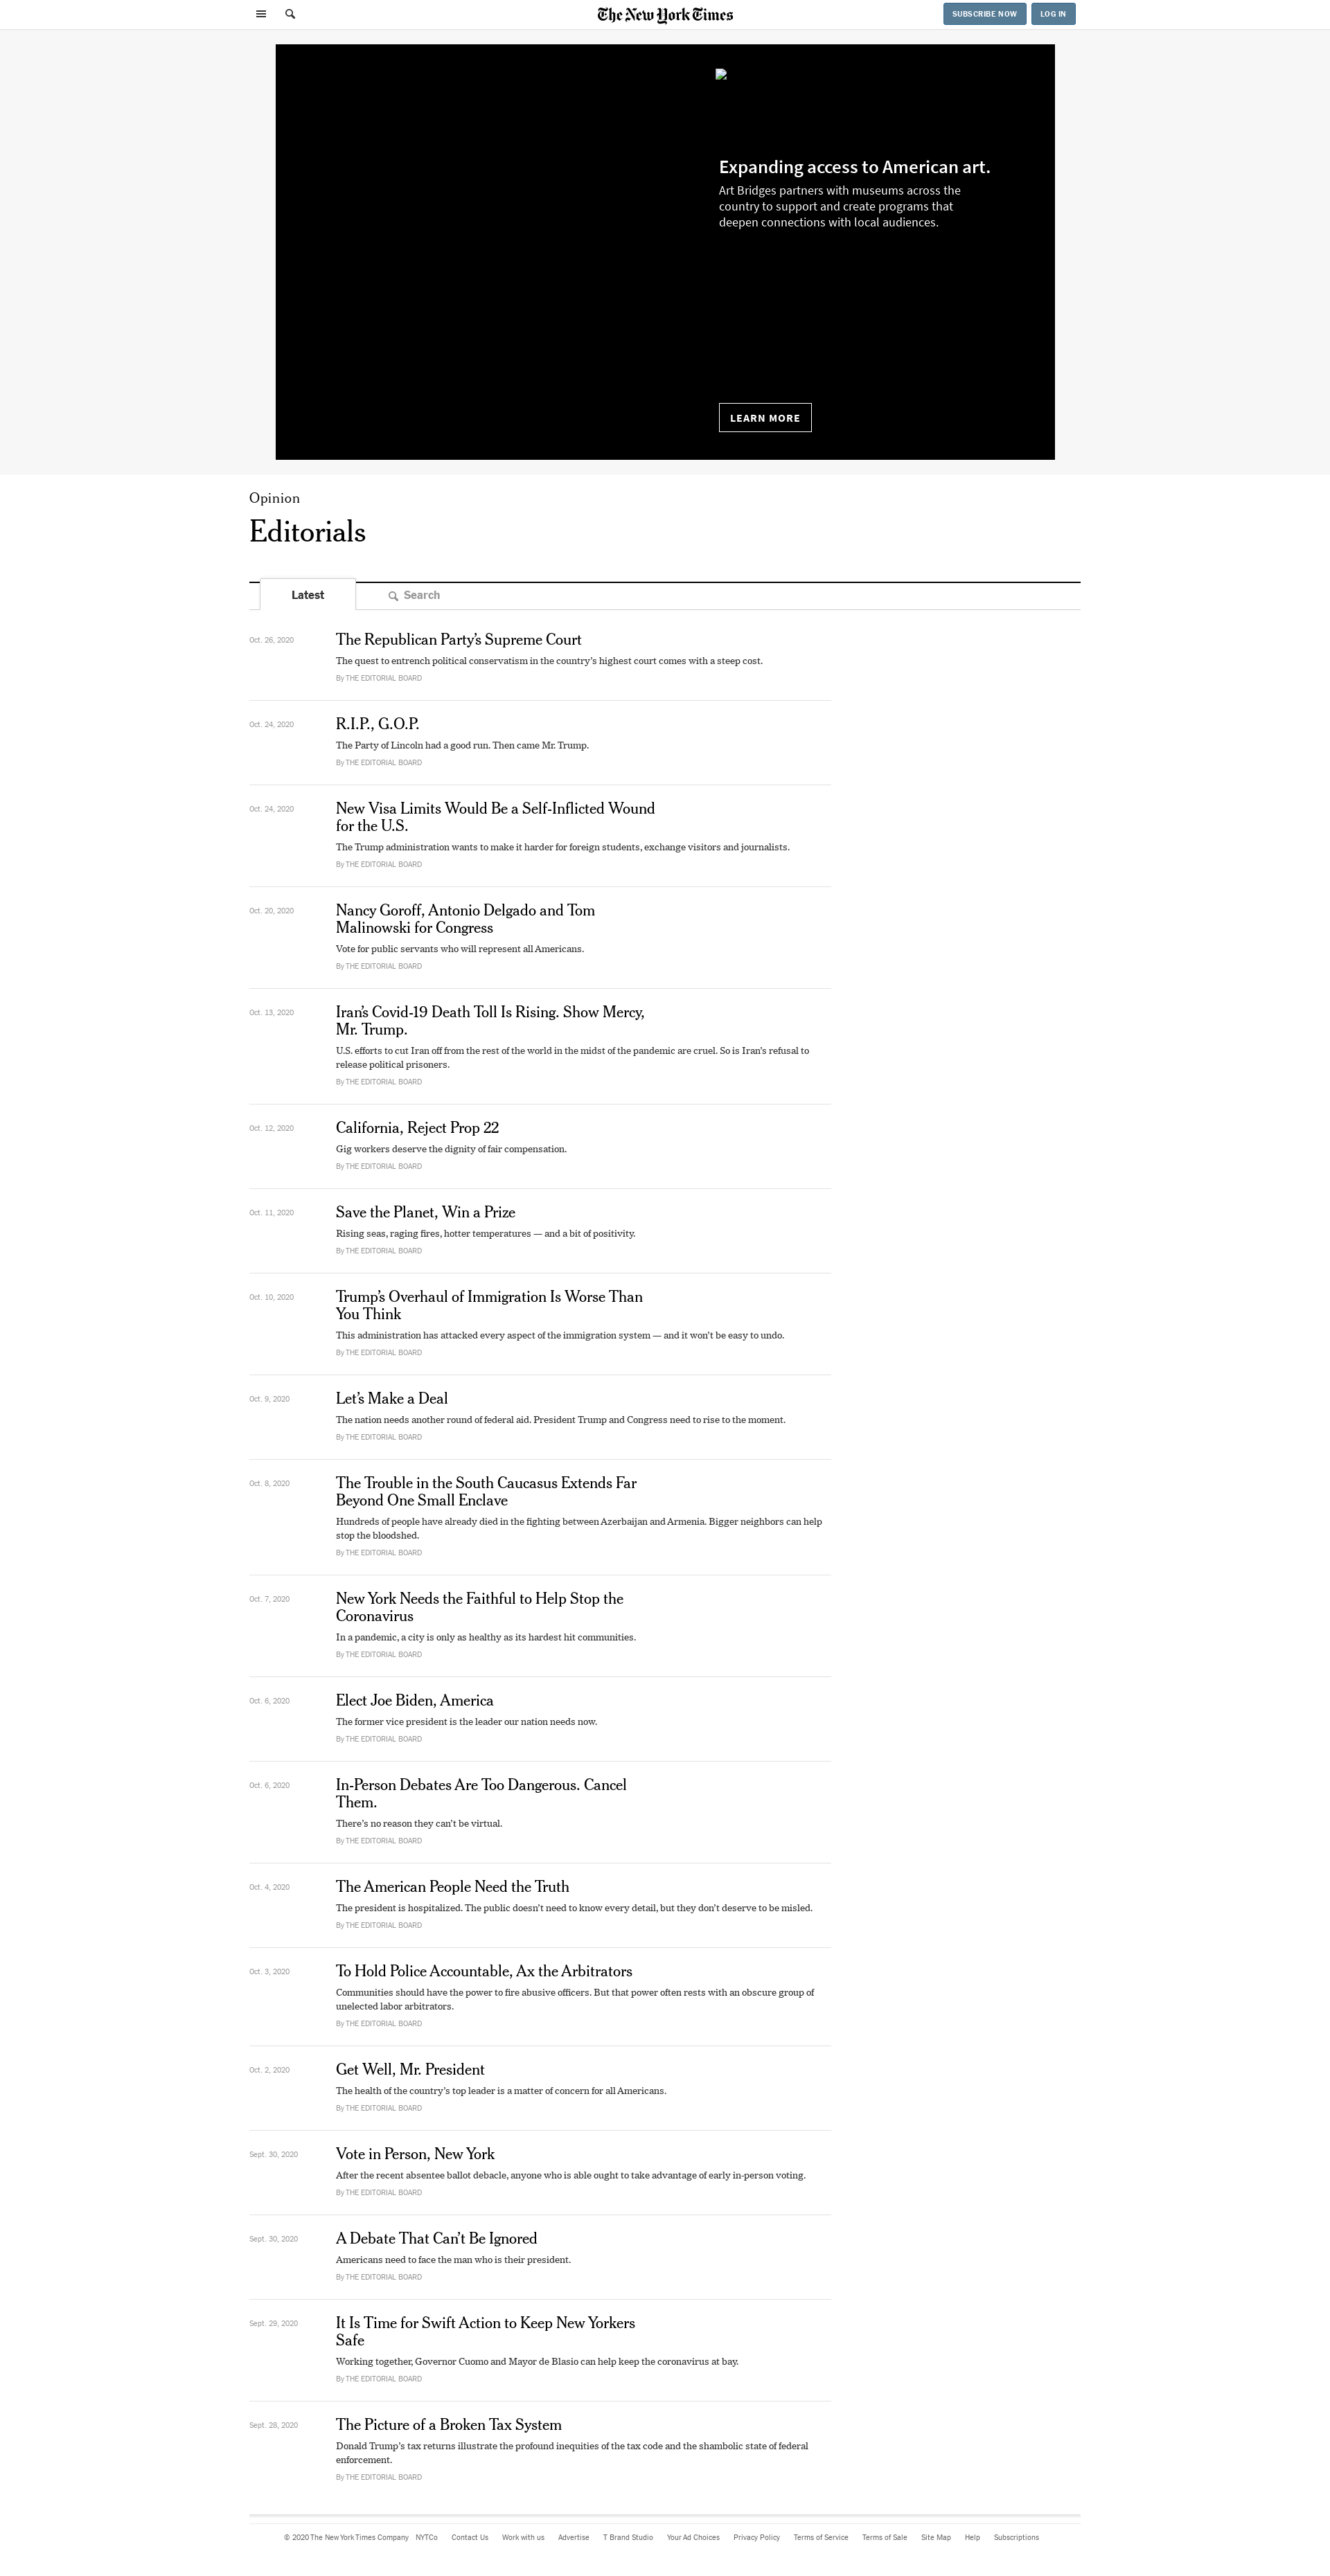 The New York Times
SUBSCRIBE NOW
LOG IN
Expanding access to American art.
Art Bridges partners with museums across the
country to support and create programs that
deepen connections with local audiences.
LEARN MORE
Opinion
Editorials
Latest
Search
Oct. 26, 2020
The Republican Party’s Supreme Court
The quest to entrench political conservatism in the country’s highest court comes with a steep cost.
By THE EDITORIAL BOARD
Oct. 24, 2020
R.I.P., G.O.P.
The Party of Lincoln had a good run. Then came Mr. Trump.
By THE EDITORIAL BOARD
Oct. 24, 2020
New Visa Limits Would Be a Self-Inflicted Wound
for the U.S.
The Trump administration wants to make it harder for foreign students, exchange visitors and journalists.
By THE EDITORIAL BOARD
Oct. 20, 2020
Nancy Goroff, Antonio Delgado and Tom
Malinowski for Congress
Vote for public servants who will represent all Americans.
By THE EDITORIAL BOARD
Oct. 13, 2020
Iran’s Covid-19 Death Toll Is Rising. Show Mercy,
Mr. Trump.
U.S. efforts to cut Iran off from the rest of the world in the midst of the pandemic are cruel. So is Iran’s refusal to
release political prisoners.
By THE EDITORIAL BOARD
Oct. 12, 2020
California, Reject Prop 22
Gig workers deserve the dignity of fair compensation.
By THE EDITORIAL BOARD
Oct. 11, 2020
Save the Planet, Win a Prize
Rising seas, raging fires, hotter temperatures — and a bit of positivity.
By THE EDITORIAL BOARD
Oct. 10, 2020
Trump’s Overhaul of Immigration Is Worse Than
You Think
This administration has attacked every aspect of the immigration system — and it won’t be easy to undo.
By THE EDITORIAL BOARD
Oct. 9, 2020
Let’s Make a Deal
The nation needs another round of federal aid. President Trump and Congress need to rise to the moment.
By THE EDITORIAL BOARD
Oct. 8, 2020
The Trouble in the South Caucasus Extends Far
Beyond One Small Enclave
Hundreds of people have already died in the fighting between Azerbaijan and Armenia. Bigger neighbors can help
stop the bloodshed.
By THE EDITORIAL BOARD
Oct. 7, 2020
New York Needs the Faithful to Help Stop the
Coronavirus
In a pandemic, a city is only as healthy as its hardest hit communities.
By THE EDITORIAL BOARD
Oct. 6, 2020
Elect Joe Biden, America
The former vice president is the leader our nation needs now.
By THE EDITORIAL BOARD
Oct. 6, 2020
In-Person Debates Are Too Dangerous. Cancel
Them.
There’s no reason they can’t be virtual.
By THE EDITORIAL BOARD
Oct. 4, 2020
The American People Need the Truth
The president is hospitalized. The public doesn’t need to know every detail, but they don’t deserve to be misled.
By THE EDITORIAL BOARD
Oct. 3, 2020
To Hold Police Accountable, Ax the Arbitrators
Communities should have the power to fire abusive officers. But that power often rests with an obscure group of
unelected labor arbitrators.
By THE EDITORIAL BOARD
Oct. 2, 2020
Get Well, Mr. President
The health of the country’s top leader is a matter of concern for all Americans.
By THE EDITORIAL BOARD
Sept. 30, 2020
Vote in Person, New York
After the recent absentee ballot debacle, anyone who is able ought to take advantage of early in-person voting.
By THE EDITORIAL BOARD
Sept. 30, 2020
A Debate That Can’t Be Ignored
Americans need to face the man who is their president.
By THE EDITORIAL BOARD
Sept. 29, 2020
It Is Time for Swift Action to Keep New Yorkers
Safe
Working together, Governor Cuomo and Mayor de Blasio can help keep the coronavirus at bay.
By THE EDITORIAL BOARD
Sept. 28, 2020
The Picture of a Broken Tax System
Donald Trump’s tax returns illustrate the profound inequities of the tax code and the shambolic state of federal
enforcement.
By THE EDITORIAL BOARD
© 2020 The New York Times Company NYTCo Contact Us Work with us Advertise T Brand Studio Your Ad Choices Privacy Policy Terms of Service Terms of Sale Site Map Help Subscriptions